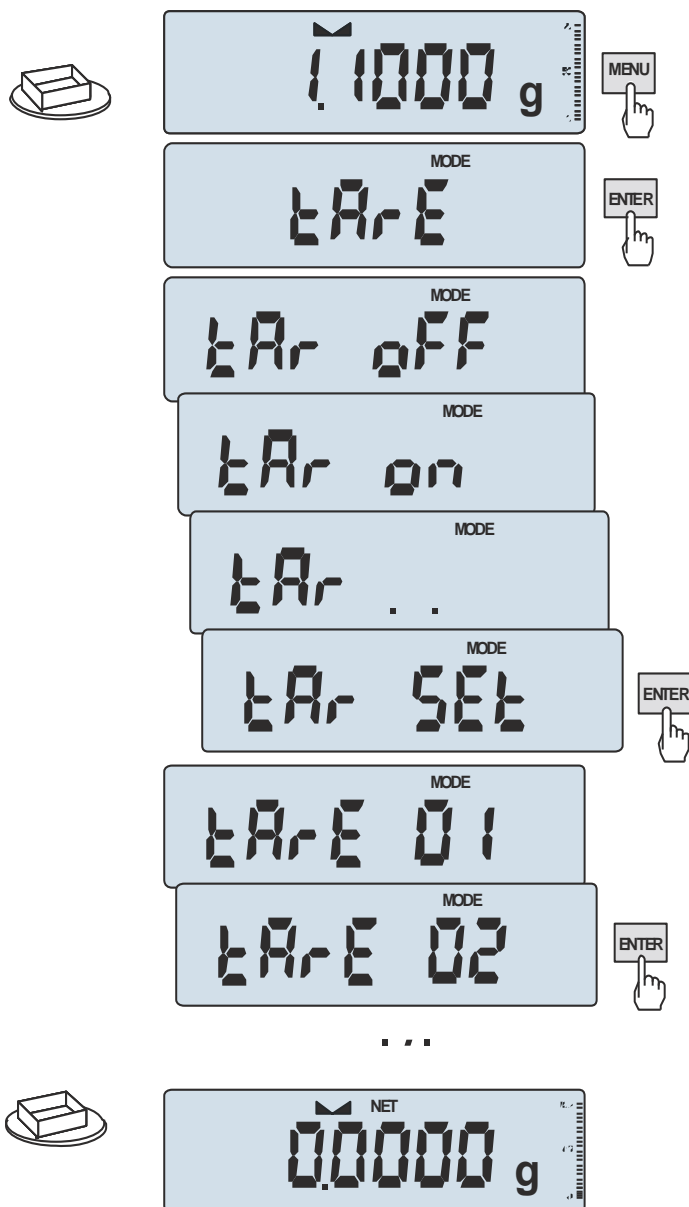 1.1000 g
MENU
MODE
tArE
ENTER
MODE
tAr oFF
MODE
tAr on
MODE
tAr . .
MODE
tAr SEt
ENTER
MODE
tArE 01
MODE
tArE 02
ENTER
NET
0.0000 g